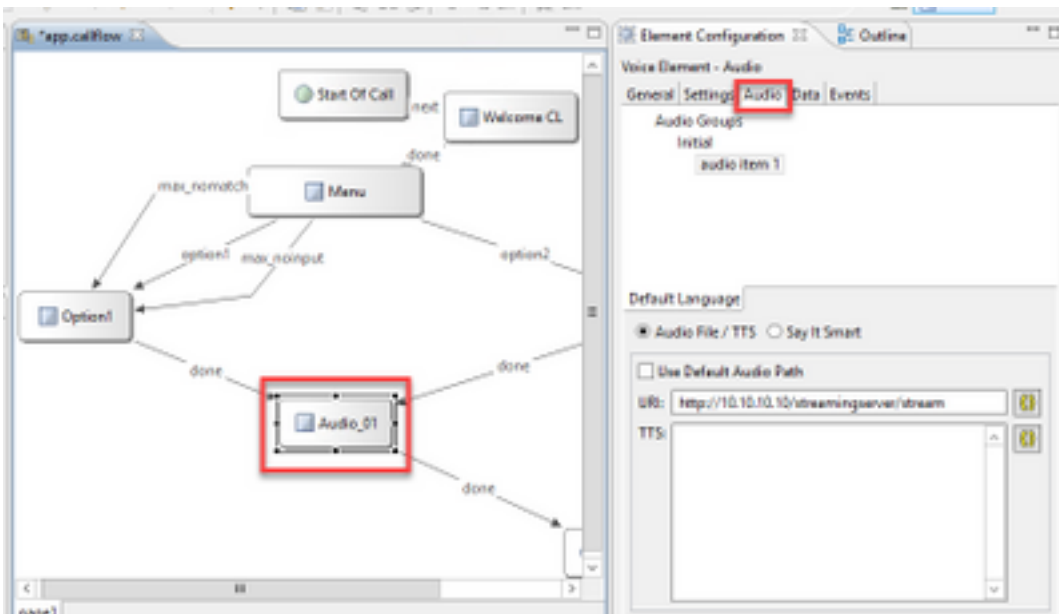 *app.callflow
Start Of Call
next
Welcome CL
done
Menu
max_nomatch
option1
max_noinput
option2
Option1
done
done
Audio_01
done
page1
Element Configuration
Outline
Voice Element - Audio
General Settings Audio Data Events
Audio Groups
Initial
audio item 1
Default Language
Audio File / TTS Say It Smart
Use Default Audio Path
URI: http://10.10.10.10/streamingserver/stream
TTS: